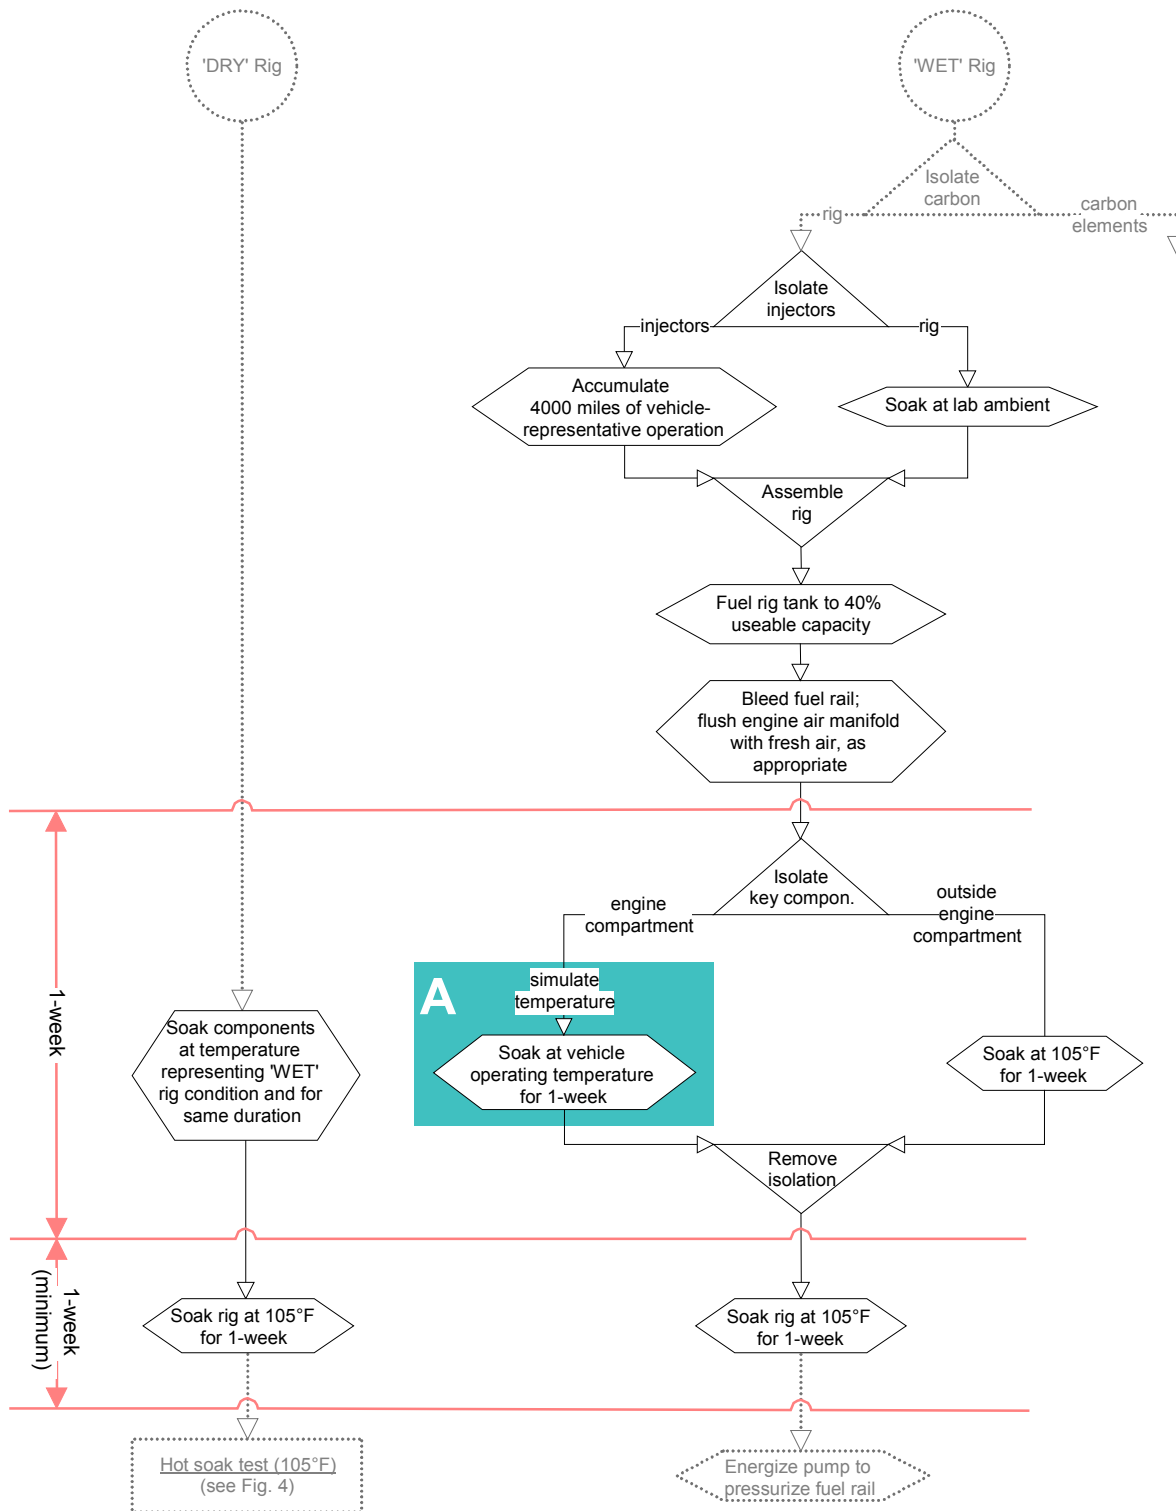 'DRY' Rig
'WET' Rig
Isolate
carbon
rig
carbon
elements
Isolate
injectors
injectors
rig
Accumulate
4000 miles of vehicle-
representative operation
Soak at lab ambient
Assemble
rig
Fuel rig tank to 40%
useable capacity
Bleed fuel rail;
flush engine air manifold
with fresh air, as
appropriate
Isolate
key compon.
engine
compartment
outside
engine
compartment
A
simulate
temperature
1-week
Soak components
at temperature
representing 'WET'
rig condition and for
same duration
Soak at vehicle
operating temperature
for 1-week
Soak at 105°F
for 1-week
Remove
isolation
1-week
(minimum)
Soak rig at 105°F
for 1-week
Soak rig at 105°F
for 1-week
Hot soak test (105°F)
(see Fig. 4)
Energize pump to
pressurize fuel rail